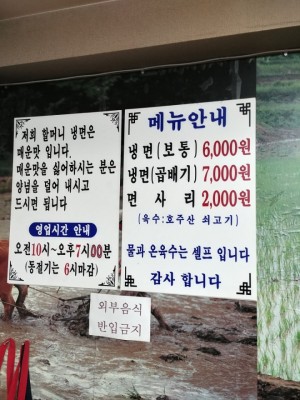 저희 할머니 냉면은
매운맛 입니다.
매운맛을 싫어하시는 분은
양념을 덜어 내시고
드시면 됩니다
영업시간 안내
오전10시~오후7시00분
(동절기는 6시마감)
메뉴안내
냉면(보통) 6,000원
냉면(곱배기) 7,000원
면 사리 2,000원
(육수:호주산 쇠고기)
물과 온육수는 셀프 입니다
감사 합니다
외부음식
반입금지